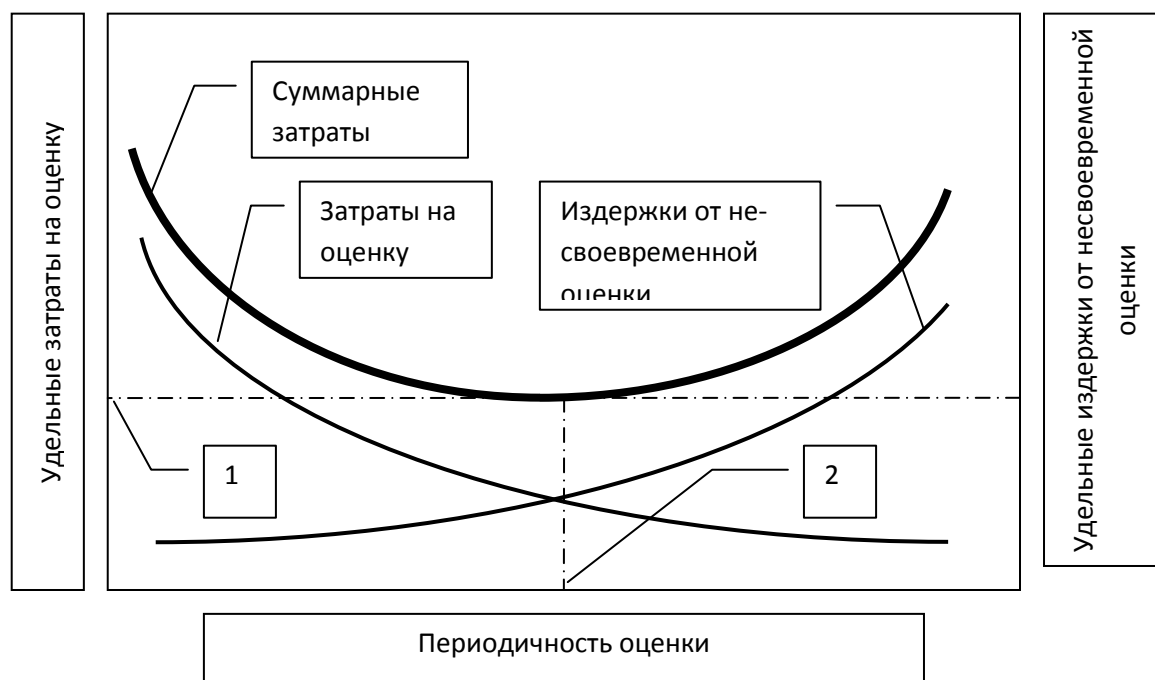 Удельные затраты на оценку
Суммарные
затраты
Затраты на
оценку
Издержки от не-
своевременной
оценки
1
2
Удельные издержки от несвоевременной
оценки
Периодичность оценки